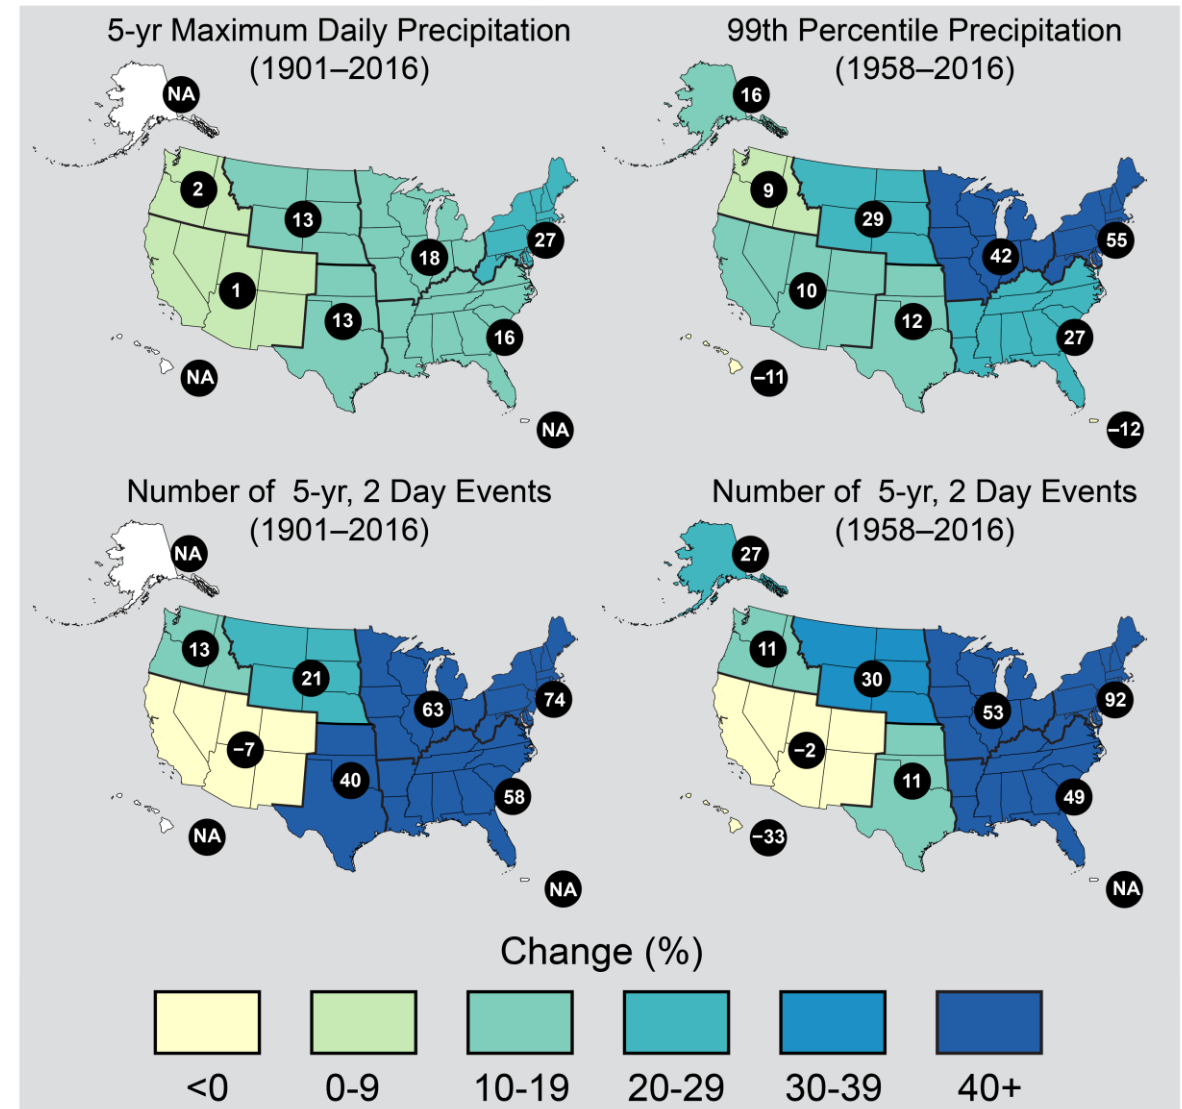 5-yr Maximum Daily Precipitation
(1901–2016)
NA
2
13
18
27
1
13
16
NA
NA
99th Percentile Precipitation
(1958–2016)
16
9
29
42
55
10
12
27
–11
–12
Number of  5-yr, 2 Day Events
(1901–2016)
NA
13
21
63
74
–7
40
58
NA
NA
Number of  5-yr, 2 Day Events
(1958–2016)
27
11
30
53
92
–2
11
49
–33
NA
Change (%)
<0 0-9 10-19 20-29 30-39 40+